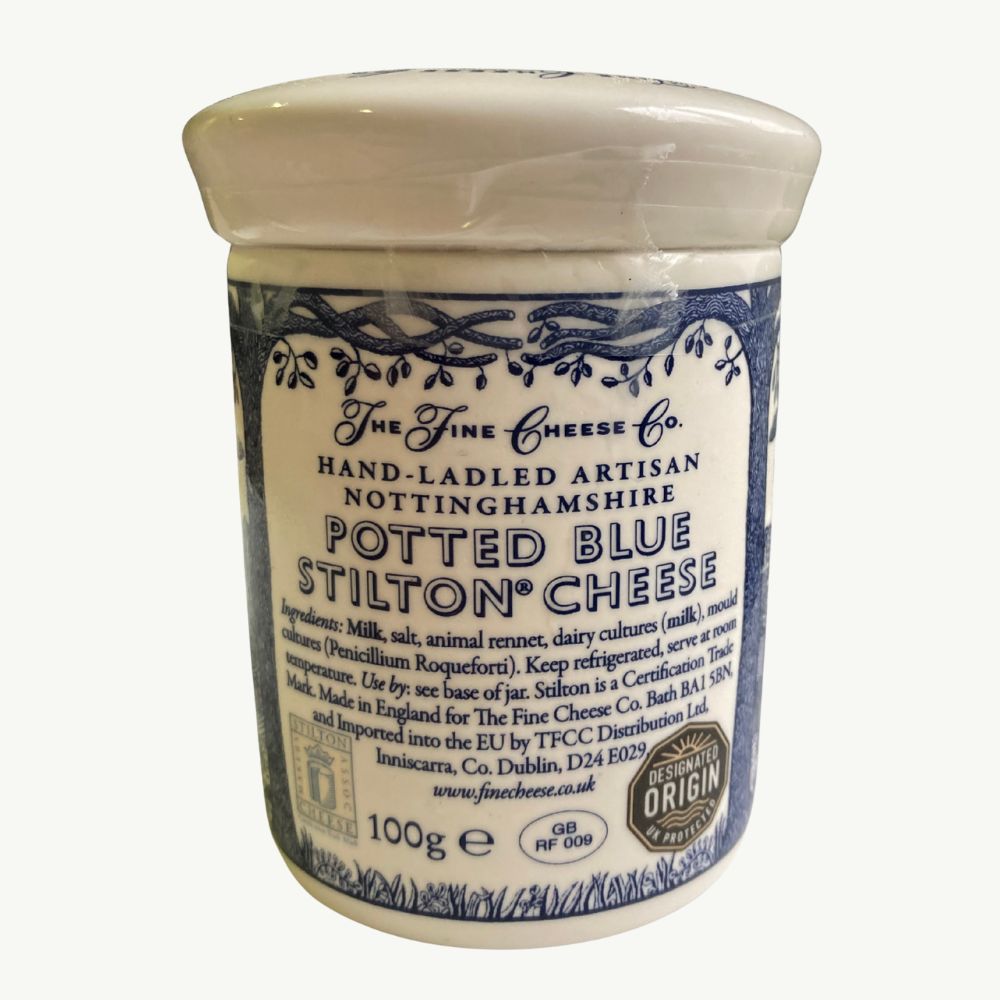 The Fine Cheese Co.
HAND-LADLED ARTISAN
NOTTINGHAMSHIRE
POTTED BLUE
STILTON® CHEESE
Ingredients: Milk, salt, animal rennet, dairy cultures (milk), mould
cultures (Penicillium Roqueforti). Keep refrigerated, serve at room
temperature. Use by: see base of jar. Stilton is a Certification Trade
Mark. Made in England for The Fine Cheese Co. Bath BA1 5BN,
and Imported into the EU by TFCC Distribution Ltd,
Inniscarra, Co. Dublin, D24 E029.
www.finecheese.co.uk
STILTON
CHEESE
ASSOC
100g e
GB
RF 009
DESIGNATED
ORIGIN
UK PROTECTED